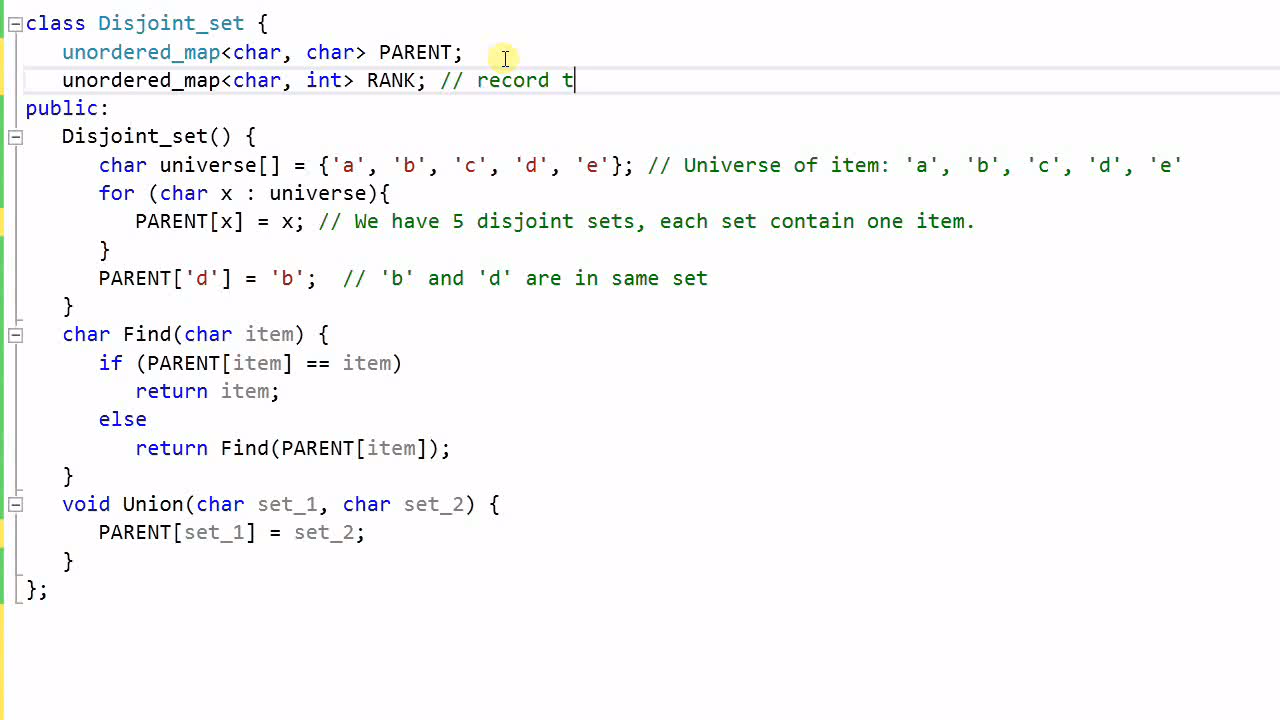 class Disjoint_set {
unordered_map<char, char> PARENT;
unordered_map<char, int> RANK; // record t
public:
Disjoint_set() {
char universe[] = {'a', 'b', 'c', 'd', 'e'}; // Universe of item: 'a', 'b', 'c', 'd', 'e'
for (char x : universe){
PARENT[x] = x; // We have 5 disjoint sets, each set contain one item.
}
PARENT['d'] = 'b';  // 'b' and 'd' are in same set
}
char Find(char item) {
if (PARENT[item] == item)
return item;
else
return Find(PARENT[item]);
}
void Union(char set_1, char set_2) {
PARENT[set_1] = set_2;
}
};